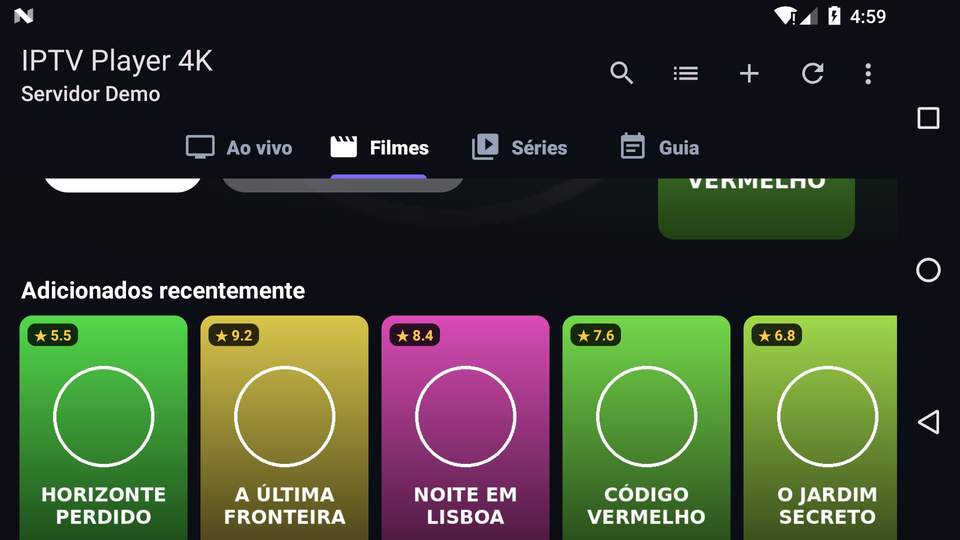 4:59
IPTV Player 4K
Servidor Demo
Ao vivo
Filmes
Séries
Guia
VERMELHO
Adicionados recentemente
★ 5.5
★ 9.2
★ 8.4
★ 7.6
★ 6.8
HORIZONTE
PERDIDO
A ÚLTIMA
FRONTEIRA
NOITE EM
LISBOA
CÓDIGO
VERMELHO
O JARDIM
SECRETO